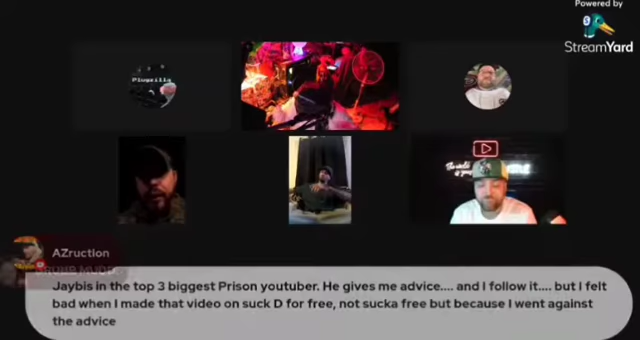 Powered by
StreamYard
Pluprilla
AZruction
Jaybis in the top 3 biggest Prison youtuber. He gives me advice.... and I follow it.... but I felt
bad when I made that video on suck D for free, not sucka free but because I went against
the advice